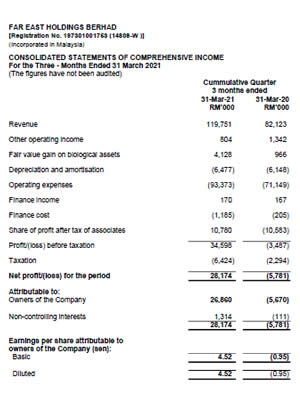 FAR EAST HOLDINGS BERHAD
[Registration No. 197301001753 (14809-W )]
(Incorporated in Malaysia)
CONSOLIDATED STATEMENTS OF COMPREHENSIVE INCOME
For the Three - Months Ended 31 March 2021
(The figures have not been audited)
Cummulative Quarter
3 months ended
31-Mar-21 31-Mar-20
RM'000 RM'000
Revenue 119,751 82,123
Other operating income 804 1,342
Fair value gain on biological assets 4,128 966
Depreciation and amortisation (6,477) (6,148)
Operating expenses (93,373) (71,149)
Finance income 170 167
Finance cost (1,185) (205)
Share of profit after tax of associates 10,780 (10,583)
Profit/(loss) before taxation 34,598 (3,487)
Taxation (6,424) (2,294)
Net profit/(loss) for the period 28,174 (5,781)
Attributable to:
Owners of the Company 26,860 (5,670)
Non-controlling interests 1,314 (111)
28,174 (5,781)
Earnings per share attributable to
owners of the Company (sen):
Basic 4.52 (0.95)
Diluted 4.52 (0.95)